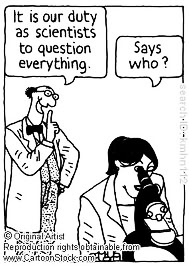 It is our duty
as scientists
to question
everything.
Says
who?
© Original Artist
Reproduction rights obtainable from
www.CartoonStock.com